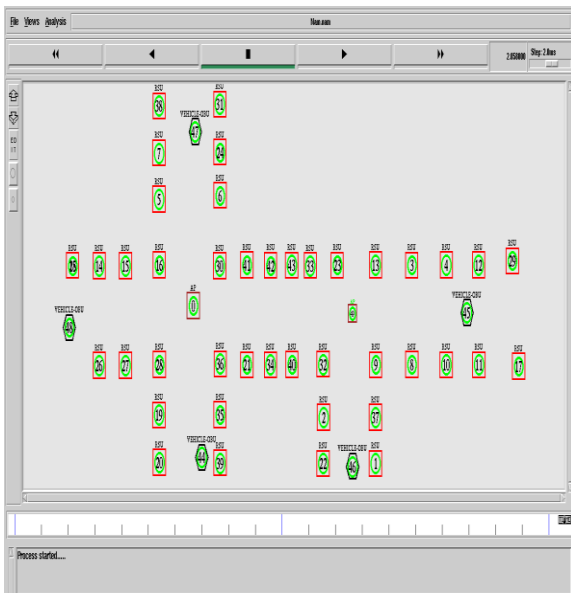 File Views Analysis Nam.nam
2.058000 Step: 2.0ms
RSU RSU
38 VEHICLE-OBU 31
47
RSU RSU
7 24
RSU RSU
5 6
RSU RSU RSU RSU RSU RSU RSU RSU RSU RSU RSU RSU RSU RSU RSU
14 15 16 30 41 42 43 33 23 13 3 4 12 29
AP
0
VEHICLE-OBU VEHICLE-OBU
48 45
RSU RSU RSU RSU RSU RSU RSU RSU RSU RSU RSU RSU RSU
26 27 28 36 21 34 40 32 9 8 10 11 17
RSU RSU RSU RSU
19 35 2 37
RSU VEHICLE-OBU RSU RSU VEHICLE-OBU RSU
20 44 39 22 46 1
Process started.....